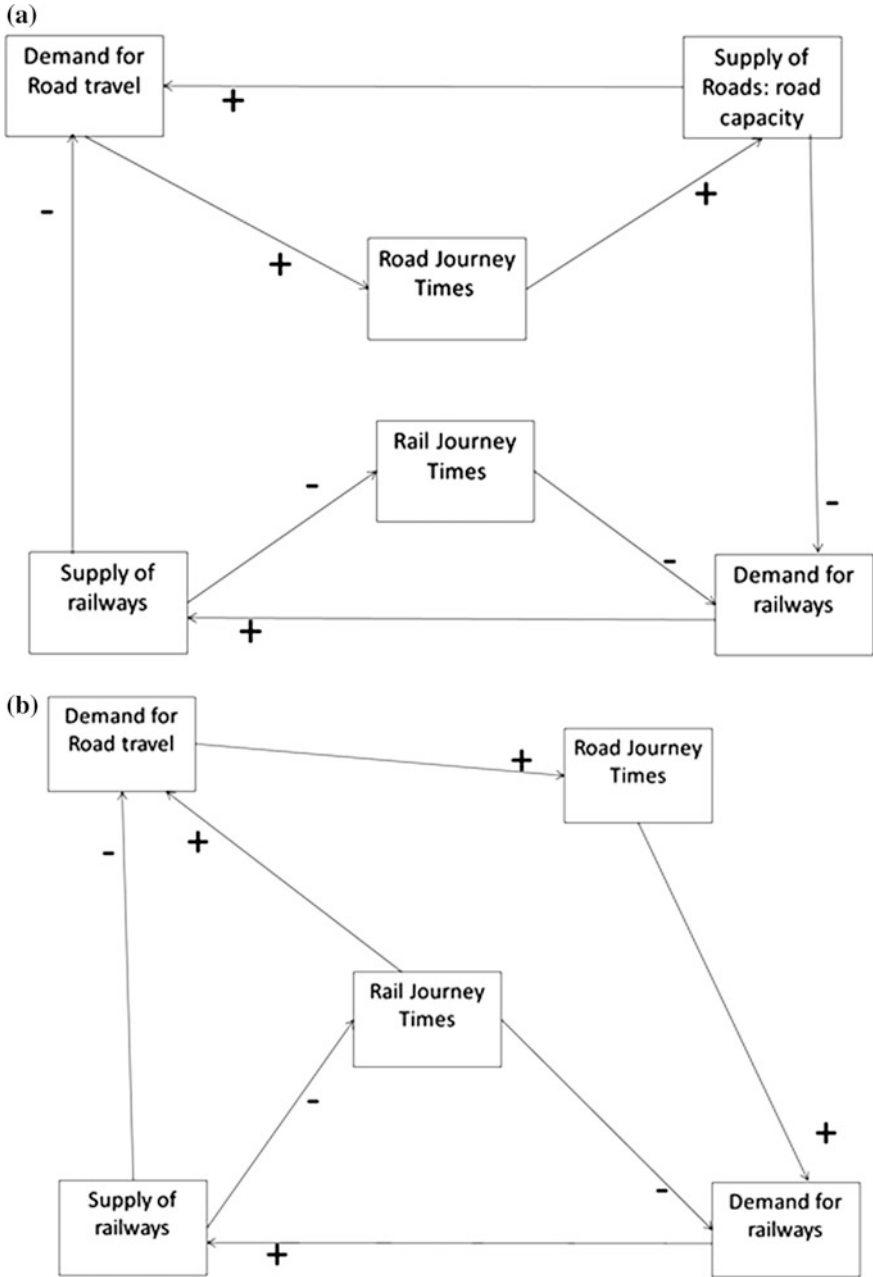 (a)
Demand for
Road travel
Supply of
Roads: road
capacity
+
-
+
+
Road Journey
Times
Rail Journey
Times
-
-
-
Supply of
railways
Demand for
railways
+
(b)
Demand for
Road travel
Road Journey
Times
+
-
+
Rail Journey
Times
-
+
-
Supply of
railways
Demand for
railways
+